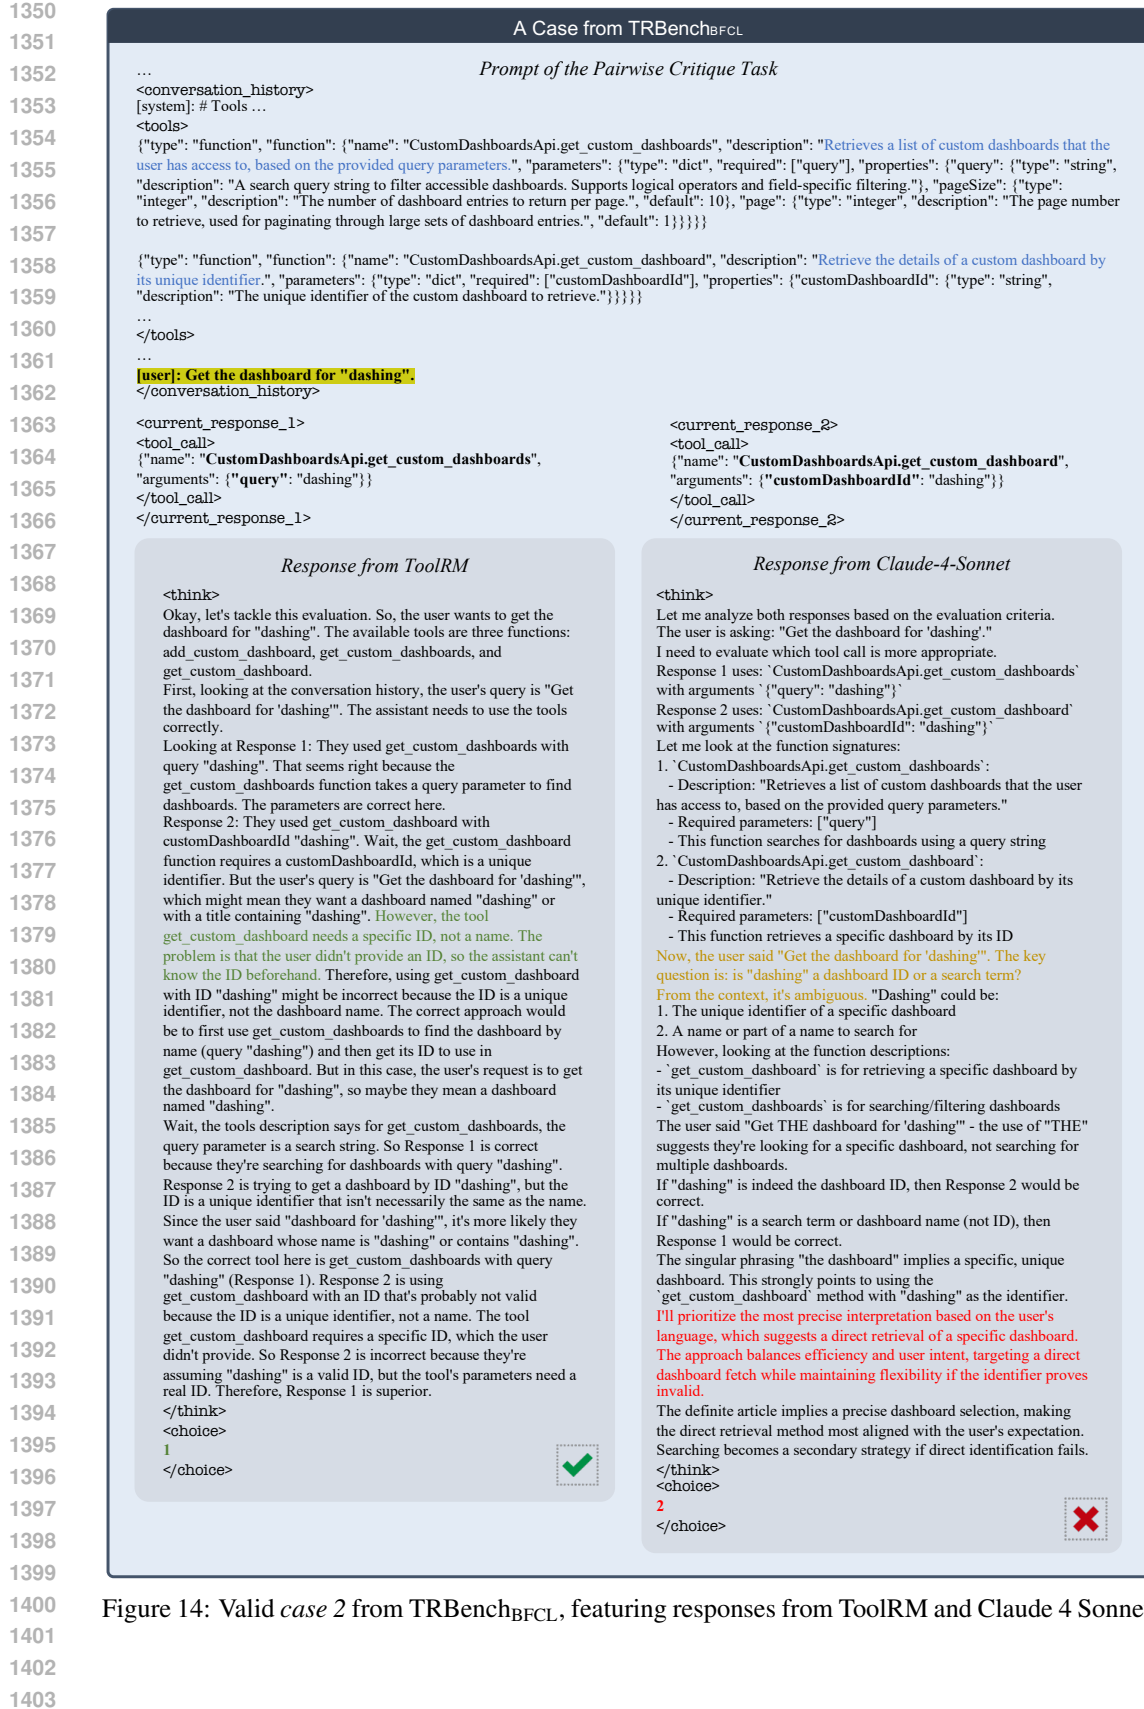 1350
1351
1352
1353
1354
1355
1356
1357
1358
1359
1360
1361
1362
1363
1364
1365
1366
1367
1368
1369
1370
1371
1372
1373
1374
1375
1376
1377
1378
1379
1380
1381
1382
1383
1384
1385
1386
1387
1388
1389
1390
1391
1392
1393
1394
1395
1396
1397
1398
1399
1400
1401
1402
1403
A Case from TRBenchBFCL
Prompt of the Pairwise Critique Task
…
<conversation_history>
[system]: # Tools …
<tools>
{"type": "function", "function": {"name": "CustomDashboardsApi.get_custom_dashboards", "description": "Retrieves a list of custom dashboards that the
user has access to, based on the provided query parameters.", "parameters": {"type": "dict", "required": ["query"], "properties": {"query": {"type": "string",
"description": "A search query string to filter accessible dashboards. Supports logical operators and field-specific filtering."}, "pageSize": {"type":
"integer", "description": "The number of dashboard entries to return per page.", "default": 10}, "page": {"type": "integer", "description": "The page number
to retrieve, used for paginating through large sets of dashboard entries.", "default": 1}}}}}
{"type": "function", "function": {"name": "CustomDashboardsApi.get_custom_dashboard", "description": "Retrieve the details of a custom dashboard by
its unique identifier.", "parameters": {"type": "dict", "required": ["customDashboardId"], "properties": {"customDashboardId": {"type": "string",
"description": "The unique identifier of the custom dashboard to retrieve."}}}}}
…
</tools>
…
[user]: Get the dashboard for "dashing".
</conversation_history>
<current_response_1>
<tool_call>
{"name": "CustomDashboardsApi.get_custom_dashboards",
"arguments": {"query": "dashing"}}
</tool_call>
</current_response_1>
<current_response_2>
<tool_call>
{"name": "CustomDashboardsApi.get_custom_dashboard",
"arguments": {"customDashboardId": "dashing"}}
</tool_call>
</current_response_2>
Response from ToolRM
<think>
Okay, let's tackle this evaluation. So, the user wants to get the
dashboard for "dashing". The available tools are three functions:
add_custom_dashboard, get_custom_dashboards, and
get_custom_dashboard.
First, looking at the conversation history, the user's query is "Get
the dashboard for 'dashing'". The assistant needs to use the tools
correctly.
Looking at Response 1: They used get_custom_dashboards with
query "dashing". That seems right because the
get_custom_dashboards function takes a query parameter to find
dashboards. The parameters are correct here.
Response 2: They used get_custom_dashboard with
customDashboardId "dashing". Wait, the get_custom_dashboard
function requires a customDashboardId, which is a unique
identifier. But the user's query is "Get the dashboard for 'dashing'",
which might mean they want a dashboard named "dashing" or
with a title containing "dashing". However, the tool
get_custom_dashboard needs a specific ID, not a name. The
problem is that the user didn't provide an ID, so the assistant can't
know the ID beforehand. Therefore, using get_custom_dashboard
with ID "dashing" might be incorrect because the ID is a unique
identifier, not the dashboard name. The correct approach would
be to first use get_custom_dashboards to find the dashboard by
name (query "dashing") and then get its ID to use in
get_custom_dashboard. But in this case, the user's request is to get
the dashboard for "dashing", so maybe they mean a dashboard
named "dashing".
Wait, the tools description says for get_custom_dashboards, the
query parameter is a search string. So Response 1 is correct
because they're searching for dashboards with query "dashing".
Response 2 is trying to get a dashboard by ID "dashing", but the
ID is a unique identifier that isn't necessarily the same as the name.
Since the user said "dashboard for 'dashing'", it's more likely they
want a dashboard whose name is "dashing" or contains "dashing".
So the correct tool here is get_custom_dashboards with query
"dashing" (Response 1). Response 2 is using
get_custom_dashboard with an ID that's probably not valid
because the ID is a unique identifier, not a name. The tool
get_custom_dashboard requires a specific ID, which the user
didn't provide. So Response 2 is incorrect because they're
assuming "dashing" is a valid ID, but the tool's parameters need a
real ID. Therefore, Response 1 is superior.
</think>
<choice>
1
</choice>
Response from Claude-4-Sonnet
<think>
Let me analyze both responses based on the evaluation criteria.
The user is asking: "Get the dashboard for 'dashing'."
I need to evaluate which tool call is more appropriate.
Response 1 uses: `CustomDashboardsApi.get_custom_dashboards`
with arguments `{"query": "dashing"}`
Response 2 uses: `CustomDashboardsApi.get_custom_dashboard`
with arguments `{"customDashboardId": "dashing"}`
Let me look at the function signatures:
1. `CustomDashboardsApi.get_custom_dashboards`:
- Description: "Retrieves a list of custom dashboards that the user
has access to, based on the provided query parameters."
- Required parameters: ["query"]
- This function searches for dashboards using a query string
2. `CustomDashboardsApi.get_custom_dashboard`:
- Description: "Retrieve the details of a custom dashboard by its
unique identifier."
- Required parameters: ["customDashboardId"]
- This function retrieves a specific dashboard by its ID
Now, the user said "Get the dashboard for 'dashing'". The key
question is: is "dashing" a dashboard ID or a search term?
From the context, it's ambiguous. "Dashing" could be:
1. The unique identifier of a specific dashboard
2. A name or part of a name to search for
However, looking at the function descriptions:
- `get_custom_dashboard` is for retrieving a specific dashboard by
its unique identifier
- `get_custom_dashboards` is for searching/filtering dashboards
The user said "Get THE dashboard for 'dashing'" - the use of "THE"
suggests they're looking for a specific dashboard, not searching for
multiple dashboards.
If "dashing" is indeed the dashboard ID, then Response 2 would be
correct.
If "dashing" is a search term or dashboard name (not ID), then
Response 1 would be correct.
The singular phrasing "the dashboard" implies a specific, unique
dashboard. This strongly points to using the
`get_custom_dashboard` method with "dashing" as the identifier.
I'll prioritize the most precise interpretation based on the user's
language, which suggests a direct retrieval of a specific dashboard.
The approach balances efficiency and user intent, targeting a direct
dashboard fetch while maintaining flexibility if the identifier proves
invalid.
The definite article implies a precise dashboard selection, making
the direct retrieval method most aligned with the user's expectation.
Searching becomes a secondary strategy if direct identification fails.
</think>
<choice>
2
</choice>
Figure 14: Valid case 2 from TRBenchBFCL, featuring responses from ToolRM and Claude 4 Sonne